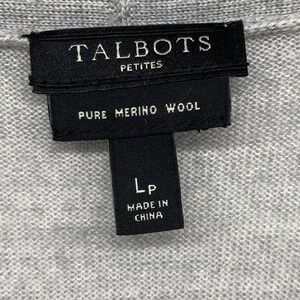 TALBOTS
PETITES
PURE MERINO WOOL
LP
MADE IN
CHINA